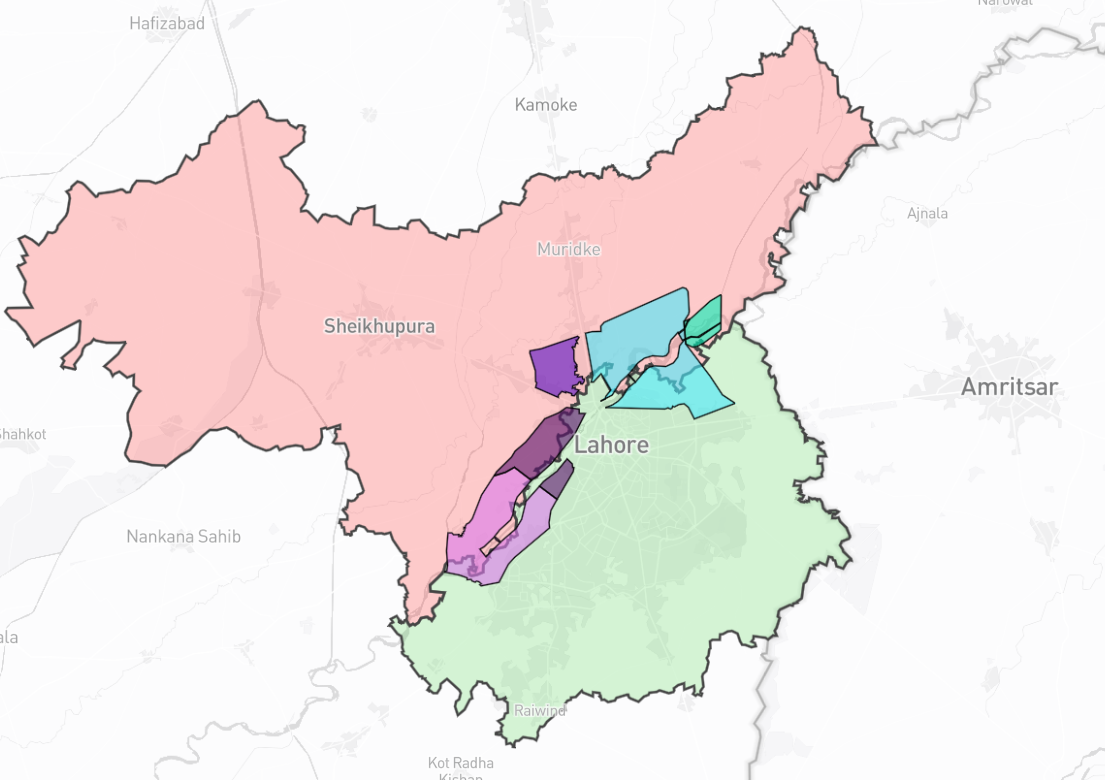 Narowal
Hafizabad
Kamoke
Ajnala
Muridke
Sheikhupura
Amritsar
Shahkot
Lahore
Nankana Sahib
ala
Raiwind
Kot Radha
Kishan